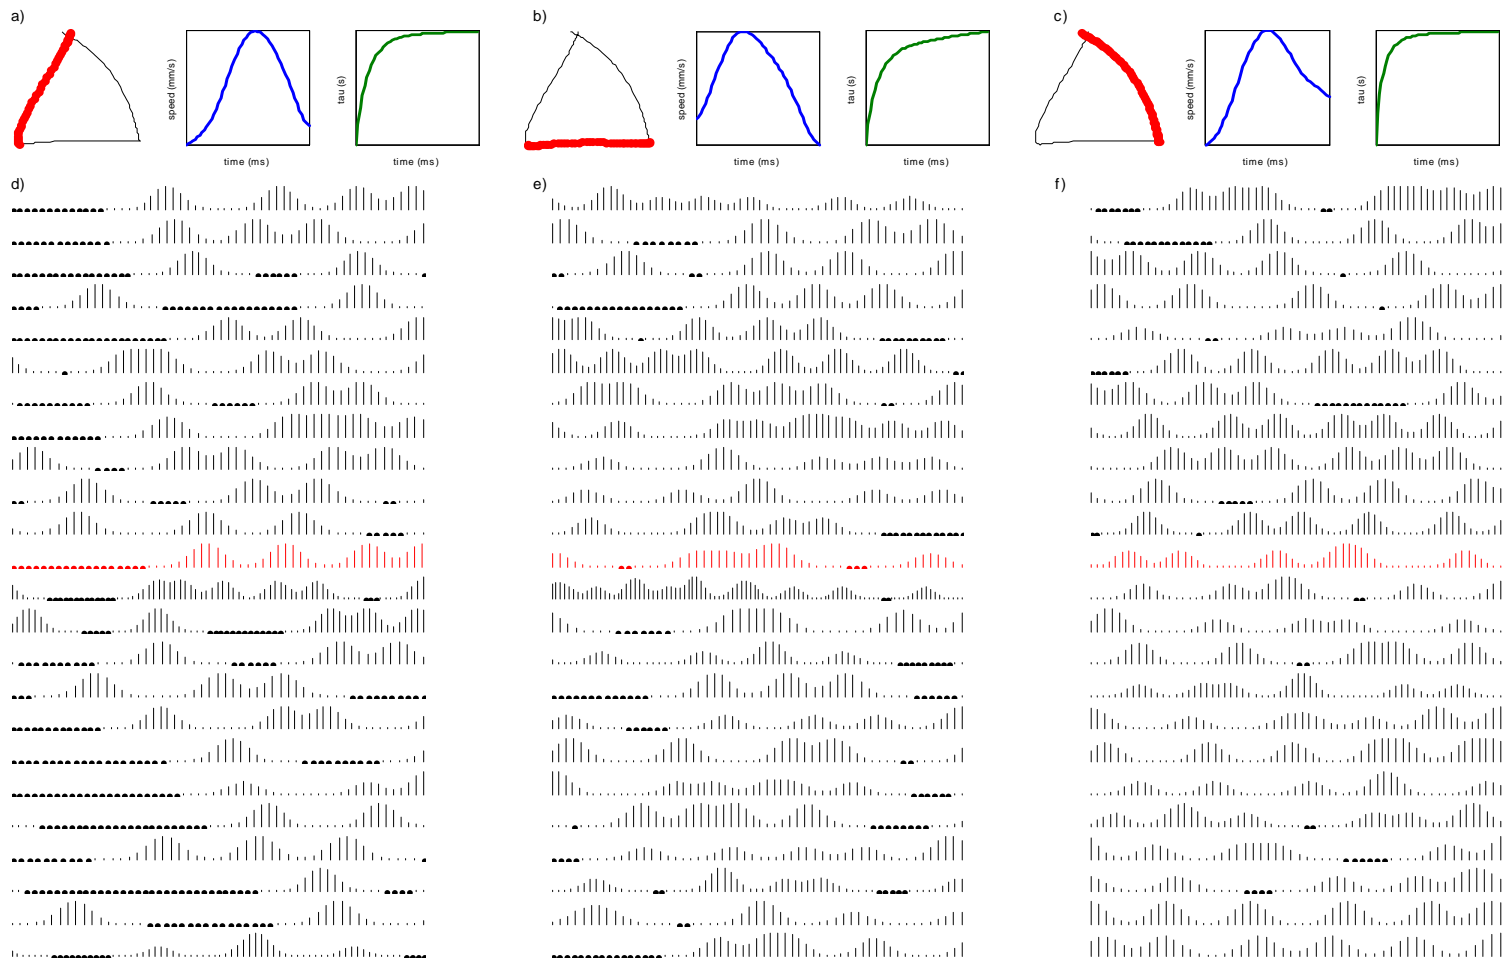 a)
speed (mm/s)
time (ms)
tau (s)
time (ms)
b)
speed (mm/s)
time (ms)
tau (s)
time (ms)
c)
speed (mm/s)
time (ms)
tau (s)
time (ms)
d)
e)
f)